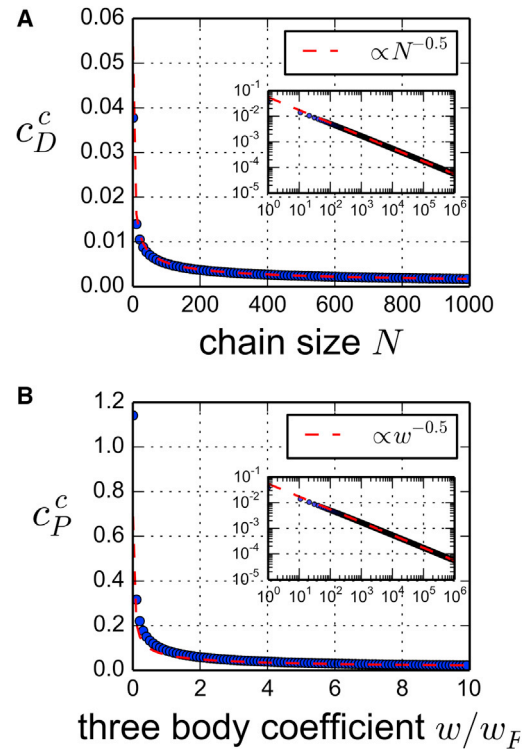 A
0.06
0.05
0.04
0.03
0.02
0.01
0.00
c_D^c
∝N^{-0.5}
10^{-1}
10^{-2}
10^{-3}
10^{-4}
10^{-5}
10^0 10^1 10^2 10^3 10^4 10^5 10^6
0 200 400 600 800 1000
chain size N
B
1.2
1.0
0.8
0.6
0.4
0.2
0.0
c_P^c
∝w^{-0.5}
10^{-1}
10^{-2}
10^{-3}
10^{-4}
10^{-5}
10^0 10^1 10^2 10^3 10^4 10^5 10^6
0 2 4 6 8 10
three body coefficient w/w_F